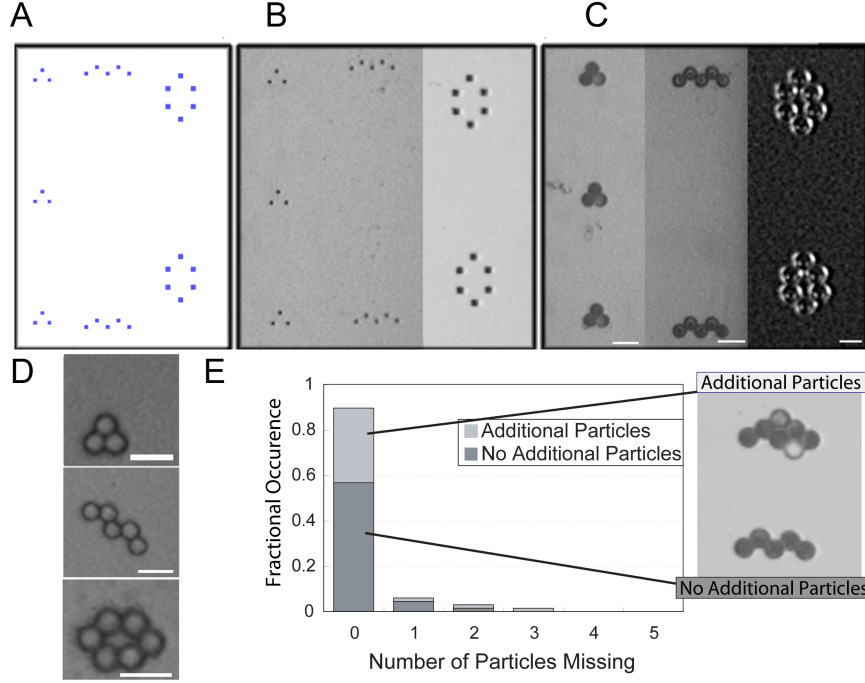 A
B
C
D
E
1
0.8
0.6
0.4
0.2
0
Fractional Occurence
Additional Particles
No Additional Particles
0 1 2 3 4 5
Number of Particles Missing
Additional Particles
No Additional Particles